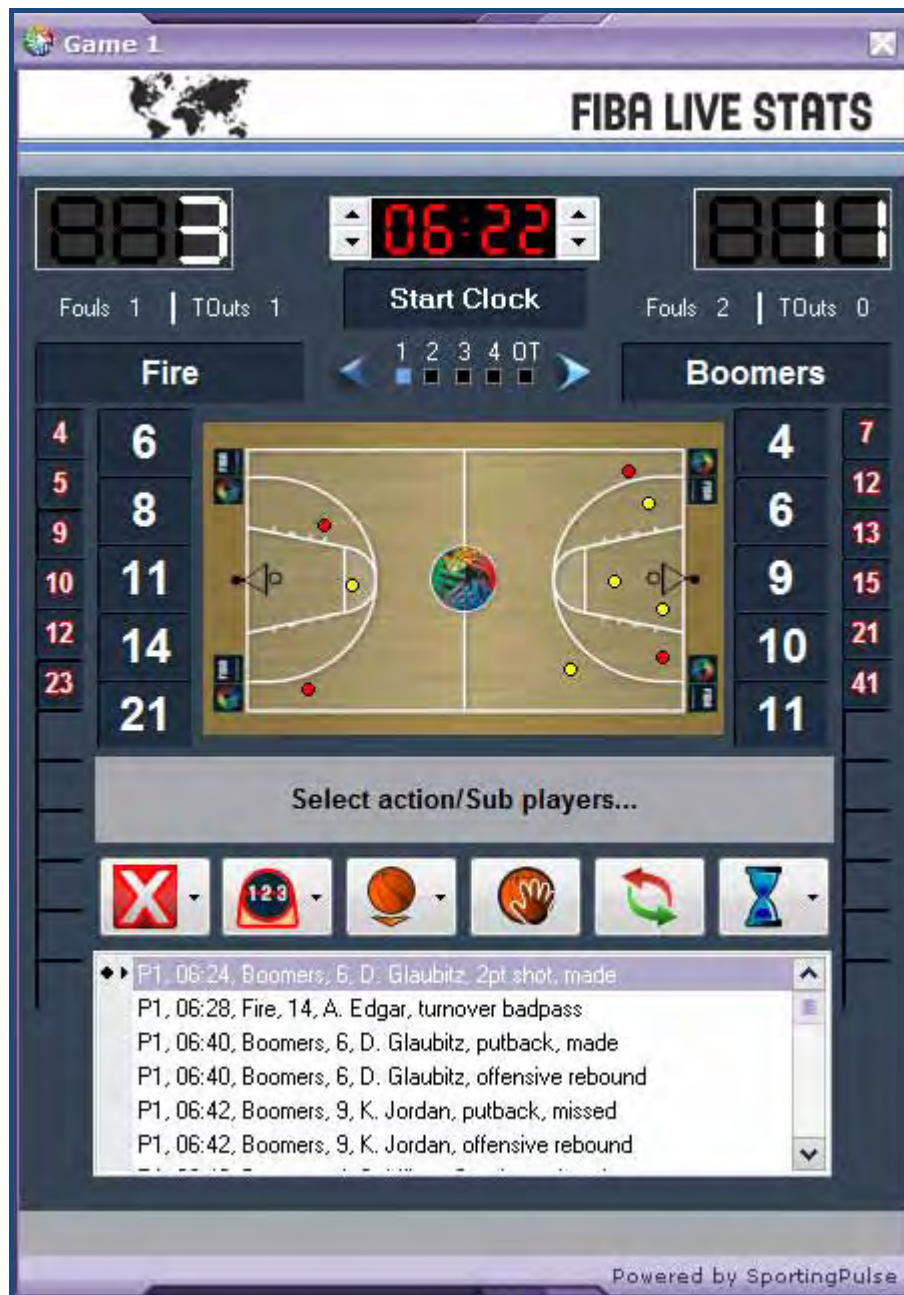 Game 1
FIBA LIVE STATS
3 06:22 11
Fouls 1 | TOuts 1 Start Clock Fouls 2 | TOuts 0
1 2 3 4 OT
Fire Boomers
4 6 4 7
5 8 6 12
9 11 9 13
10 14 10 15
12 21 11 21
23 41
Select action/Sub players...
1 2 3
P1, 06:24, Boomers, 6, D. Glaubitz, 2pt shot, made
P1, 06:28, Fire, 14, A. Edgar, turnover badpass
P1, 06:40, Boomers, 6, D. Glaubitz, putback, made
P1, 06:40, Boomers, 6, D. Glaubitz, offensive rebound
P1, 06:42, Boomers, 9, K. Jordan, putback, missed
P1, 06:42, Boomers, 9, K. Jordan, offensive rebound
Powered by SportingPulse